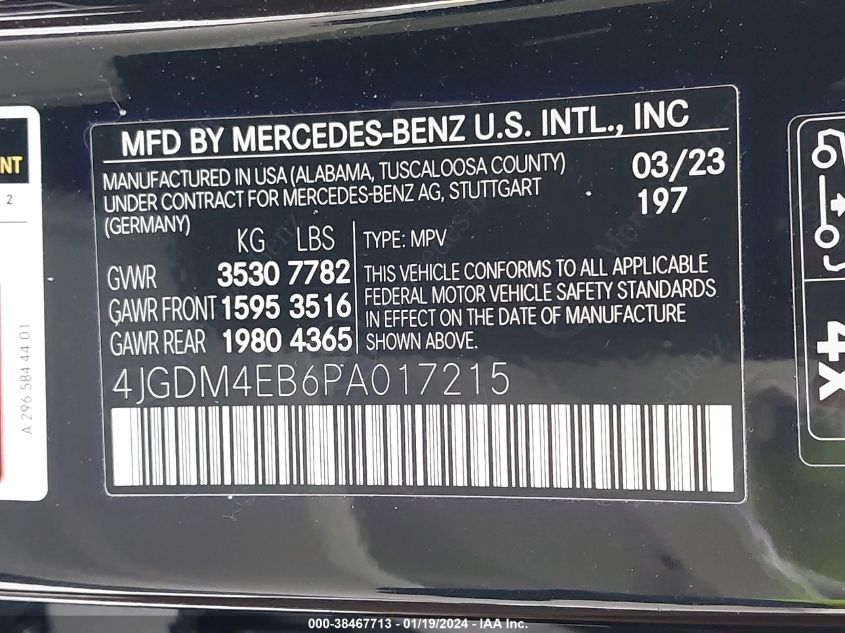 MFD BY MERCEDES-BENZ U.S. INTL., INC
MANUFACTURED IN USA (ALABAMA, TUSCALOOSA COUNTY)
UNDER CONTRACT FOR MERCEDES-BENZ AG, STUTTGART
(GERMANY)
03/23
197
KG LBS
GVWR 3530 7782
GAWR FRONT 1595 3516
GAWR REAR 1980 4365
TYPE: MPV
THIS VEHICLE CONFORMS TO ALL APPLICABLE
FEDERAL MOTOR VEHICLE SAFETY STANDARDS
IN EFFECT ON THE DATE OF MANUFACTURE
SHOWN ABOVE.
4JGDM4EB6PA017215
NT
2
A 296 584 44 01
4X
000-38467713 - 01/19/2024 - IAA Inc.